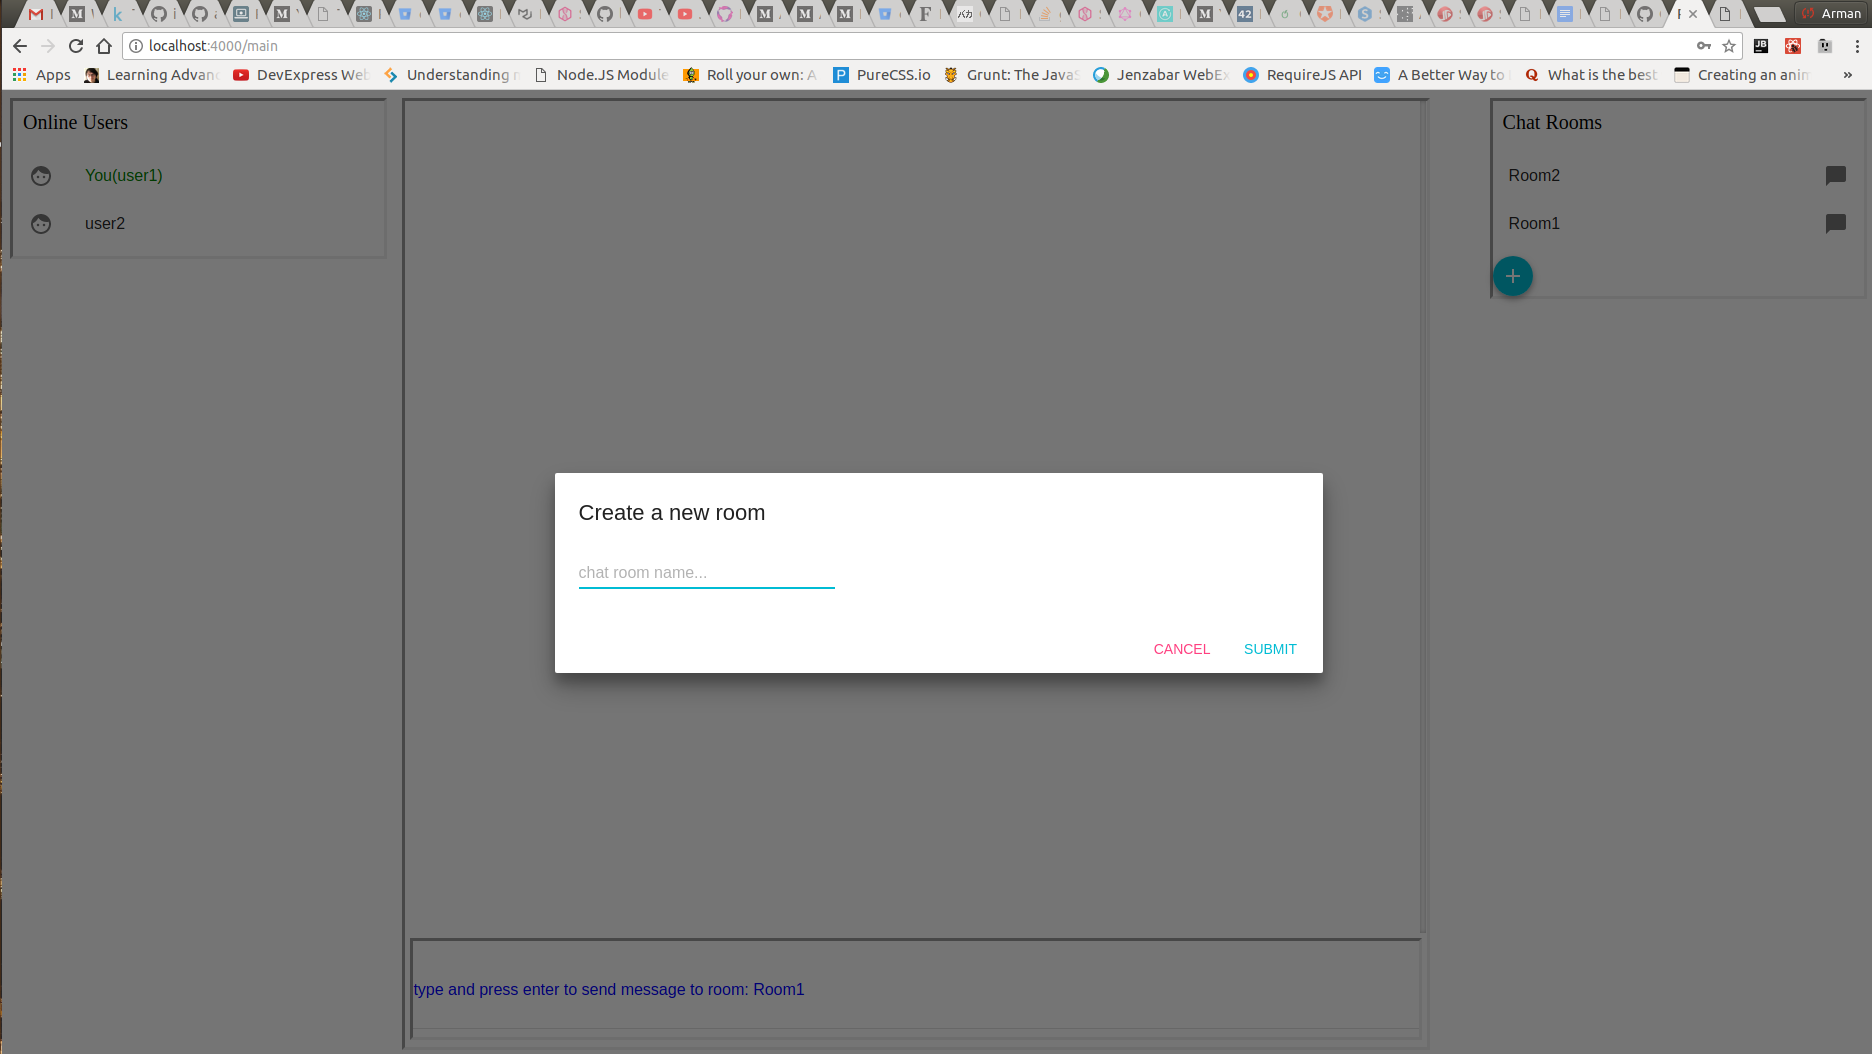 Arman
localhost:4000/main
Apps
Learning Advan
DevExpress Web
Understanding
Node.JS Module
Roll your own: A
PureCSS.io
Grunt: The JavaS
Jenzabar WebEx
RequireJS API
A Better Way to
What is the best
Creating an anim
»
Online Users
You(user1)
user2
Chat Rooms
Room2
Room1
Create a new room
chat room name...
CANCEL
SUBMIT
type and press enter to send message to room: Room1